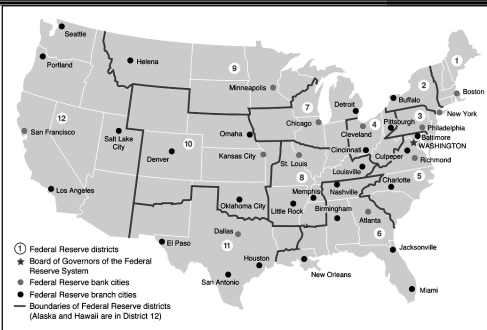 Seattle
Portland
Helena
9
Minneapolis
1
2
Boston
Buffalo
New York
3
Detroit
7
Chicago
4
Cleveland
Pittsburgh
Philadelphia
Baltimore
WASHINGTON
12
San Francisco
Salt Lake
City
Omaha
10
Denver
Kansas City
St. Louis
Cincinnati
Culpeper
Richmond
Louisville
5
8
Los Angeles
Oklahoma City
Little Rock
Memphis
Nashville
Charlotte
Birmingham
Atlanta
6
El Paso
Dallas
11
Houston
San Antonio
New Orleans
Jacksonville
Miami
1 Federal Reserve districts
Board of Governors of the Federal
Reserve System
Federal Reserve bank cities
Federal Reserve branch cities
Boundaries of Federal Reserve districts
(Alaska and Hawaii are in District 12)